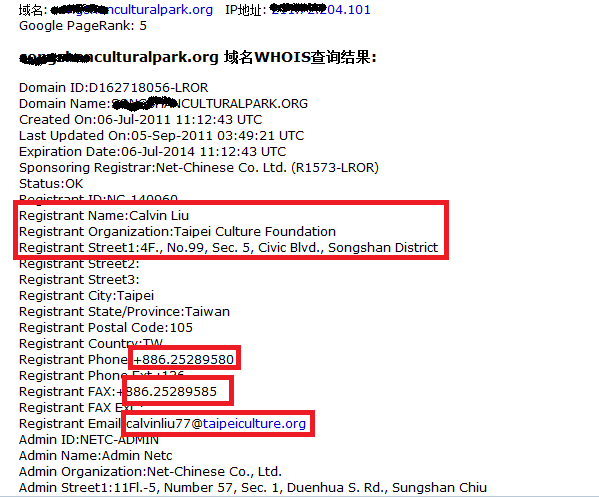 域名: culturalpark.org IP地址: 204.101
Google PageRank: 5
culturalpark.org 域名WHOIS查询结果:
Domain ID:D162718056-LROR
Domain Name: CULTURALPARK.ORG
Created On:06-Jul-2011 11:12:43 UTC
Last Updated On:05-Sep-2011 03:49:21 UTC
Expiration Date:06-Jul-2014 11:12:43 UTC
Sponsoring Registrar:Net-Chinese Co. Ltd. (R1573-LROR)
Status:OK
Registrant ID:NC-140960
Registrant Name:Calvin Liu
Registrant Organization:Taipei Culture Foundation
Registrant Street1:4F., No.99, Sec. 5, Civic Blvd., Songshan District
Registrant Street2:
Registrant Street3:
Registrant City:Taipei
Registrant State/Province:Taiwan
Registrant Postal Code:105
Registrant Country:TW
Registrant Phone:+886.25289580
Registrant Phone Ext.:126
Registrant FAX:+886.25289585
Registrant FAX Ext.:
Registrant Email:calvinliu77@taipeiculture.org
Admin ID:NETC-ADMIN
Admin Name:Admin Netc
Admin Organization:Net-Chinese Co., Ltd.
Admin Street1:11Fl.-5, Number 57, Sec. 1, Duenhua S. Rd., Sungshan Chiu